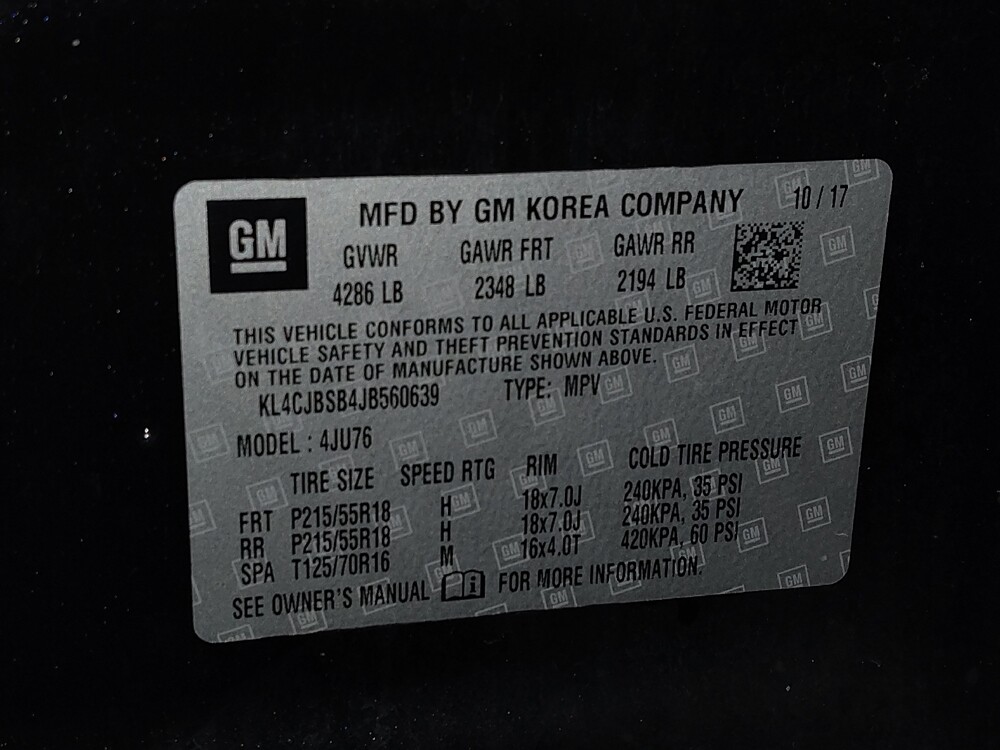 GM
MFD BY GM KOREA COMPANY 10 / 17
GVWR GAWR FRT GAWR RR
4286 LB 2348 LB 2194 LB
THIS VEHICLE CONFORMS TO ALL APPLICABLE U.S. FEDERAL MOTOR
VEHICLE SAFETY AND THEFT PREVENTION STANDARDS IN EFFECT
ON THE DATE OF MANUFACTURE SHOWN ABOVE.
KL4CJBSB4JB560639 TYPE: MPV
MODEL : 4JU76
TIRE SIZE SPEED RTG RIM COLD TIRE PRESSURE
FRT P215/55R18 H 18x7.0J 240KPA, 35 PSI
RR P215/55R18 H 18x7.0J 240KPA, 35 PSI
SPA T125/70R16 M 16x4.0T 420KPA, 60 PSI
SEE OWNER'S MANUAL FOR MORE INFORMATION.